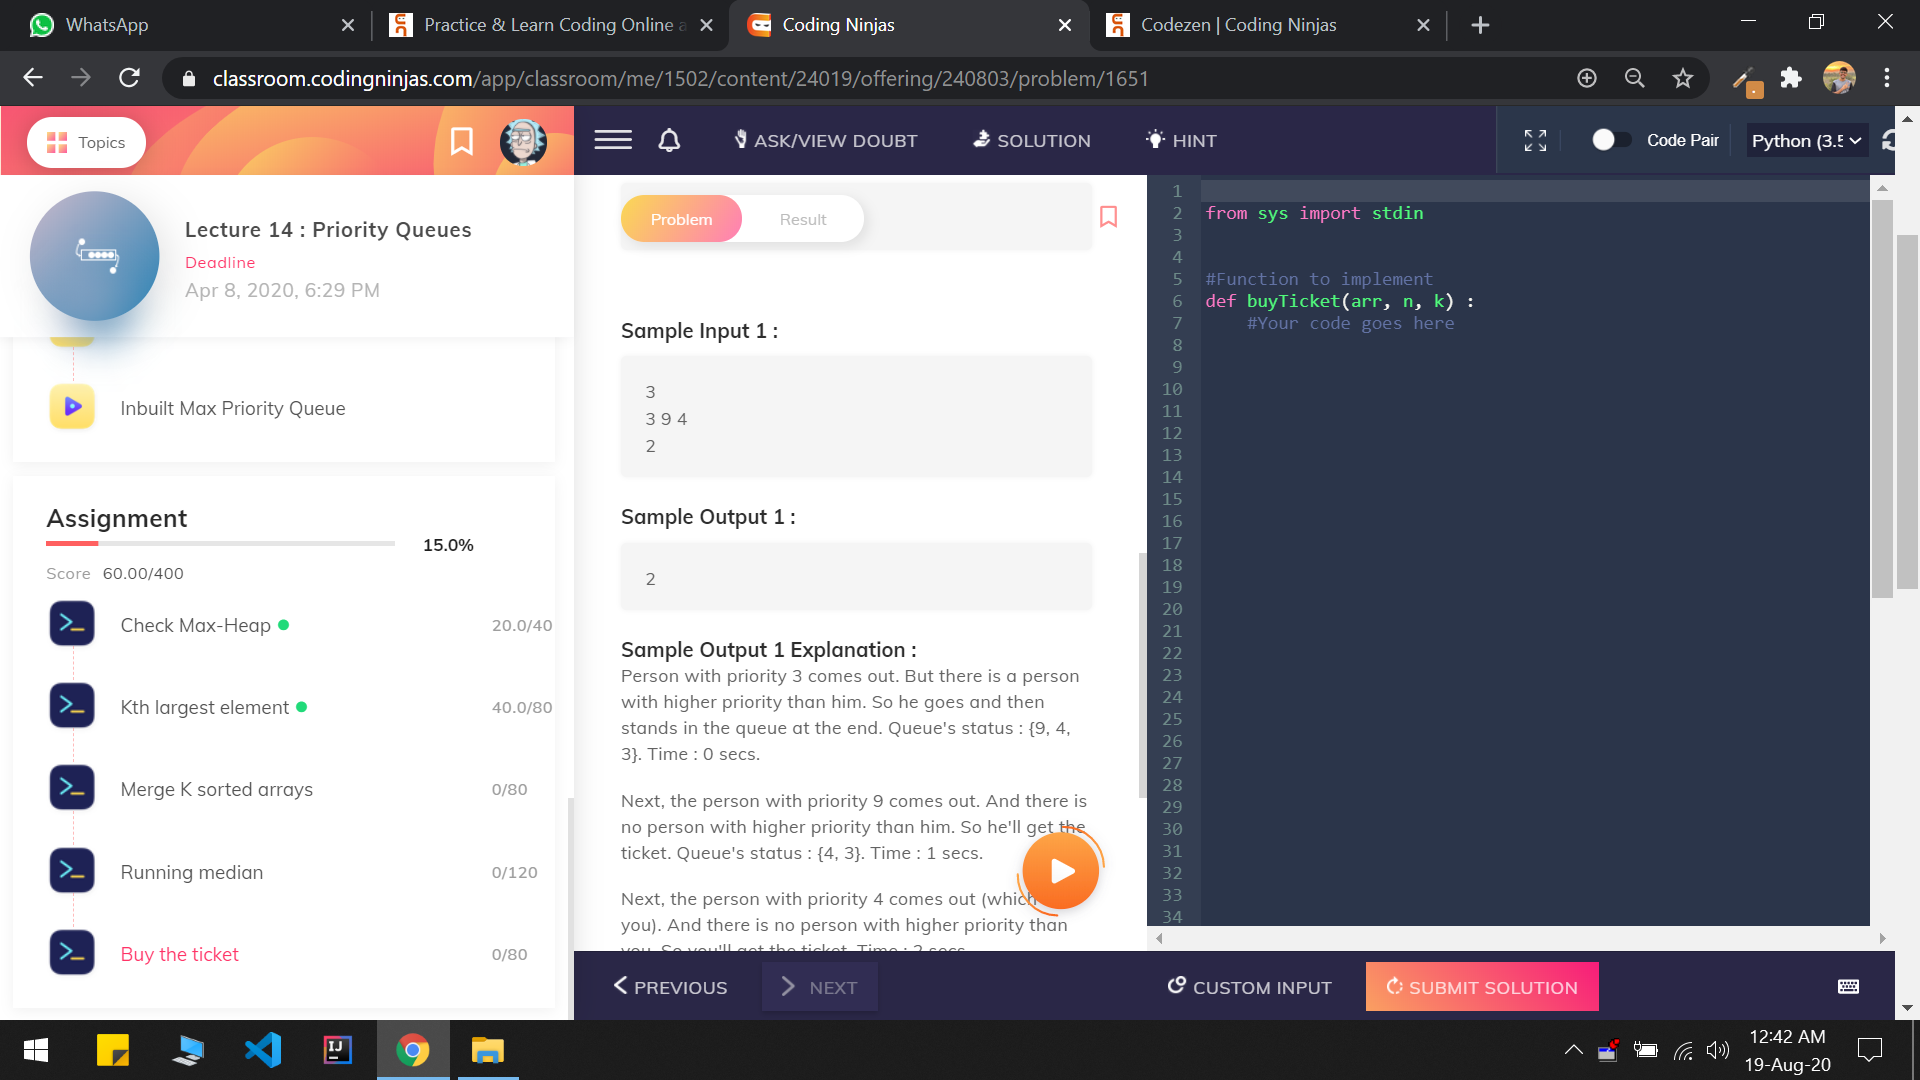 WhatsApp
Practice & Learn Coding Online a
Coding Ninjas
Codezen | Coding Ninjas
classroom.codingninjas.com/app/classroom/me/1502/content/24019/offering/240803/problem/1651
Topics
ASK/VIEW DOUBT
SOLUTION
HINT
Code Pair
Python (3.5
Lecture 14 : Priority Queues
Deadline
Apr 8, 2020, 6:29 PM
Inbuilt Max Priority Queue
Assignment
15.0%
Score 60.00/400
Check Max-Heap 20.0/40
Kth largest element 40.0/80
Merge K sorted arrays 0/80
Running median 0/120
Buy the ticket 0/80
Problem
Result
Sample Input 1 :
3
3 9 4
2
Sample Output 1 :
2
Sample Output 1 Explanation :
Person with priority 3 comes out. But there is a person
with higher priority than him. So he goes and then
stands in the queue at the end. Queue's status : {9, 4,
3}. Time : 0 secs.
Next, the person with priority 9 comes out. And there is
no person with higher priority than him. So he'll get the
ticket. Queue's status : {4, 3}. Time : 1 secs.
Next, the person with priority 4 comes out (which
you). And there is no person with higher priority than
you. So you'll get the ticket. Time : 2 secs.
1
2 from sys import stdin
3
4
5 #Function to implement
6 def buyTicket(arr, n, k) :
7 #Your code goes here
8
9
10
11
12
13
14
15
16
17
18
19
20
21
22
23
24
25
26
27
28
29
30
31
32
33
34
PREVIOUS
NEXT
CUSTOM INPUT
SUBMIT SOLUTION
IJ
12:42 AM
19-Aug-20